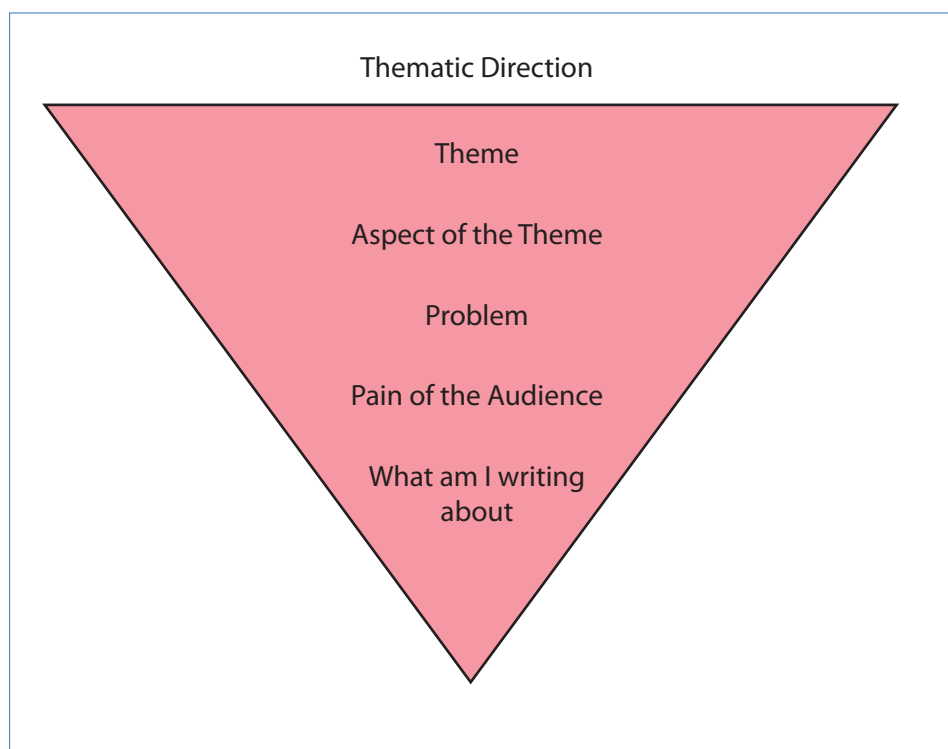 Thematic Direction
Theme
Aspect of the Theme
Problem
Pain of the Audience
What am I writing
about